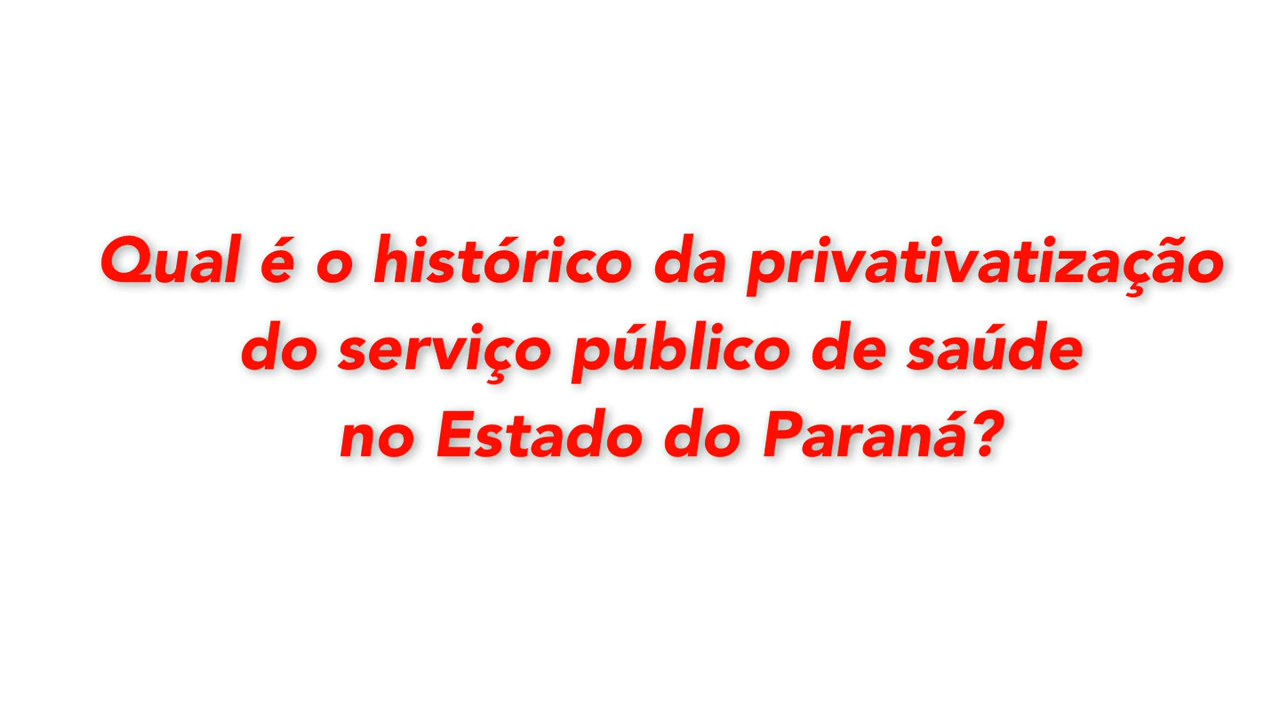 Qual é o histórico da privativatização
do serviço público de saúde
no Estado do Paraná?